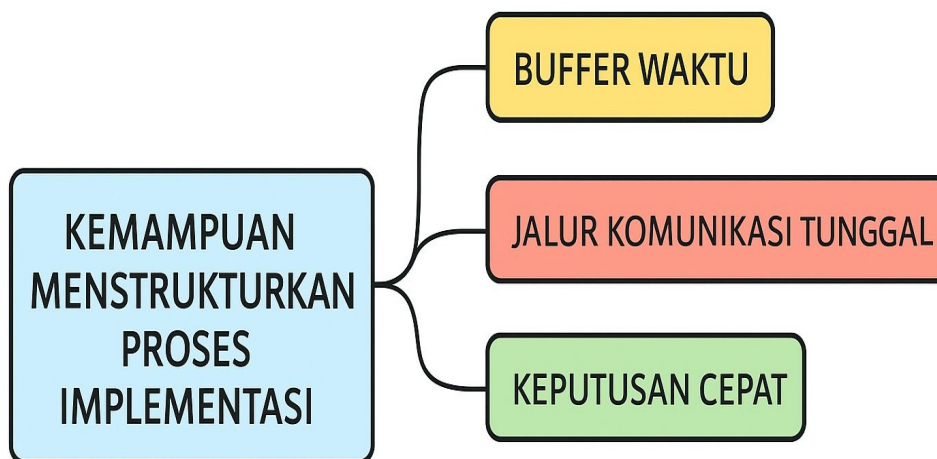 KEMAMPUAN
MENSTRUKTURKAN
PROSES
IMPLEMENTASI
BUFFER WAKTU
JALUR KOMUNIKASI TUNGGAL
KEPUTUSAN CEPAT